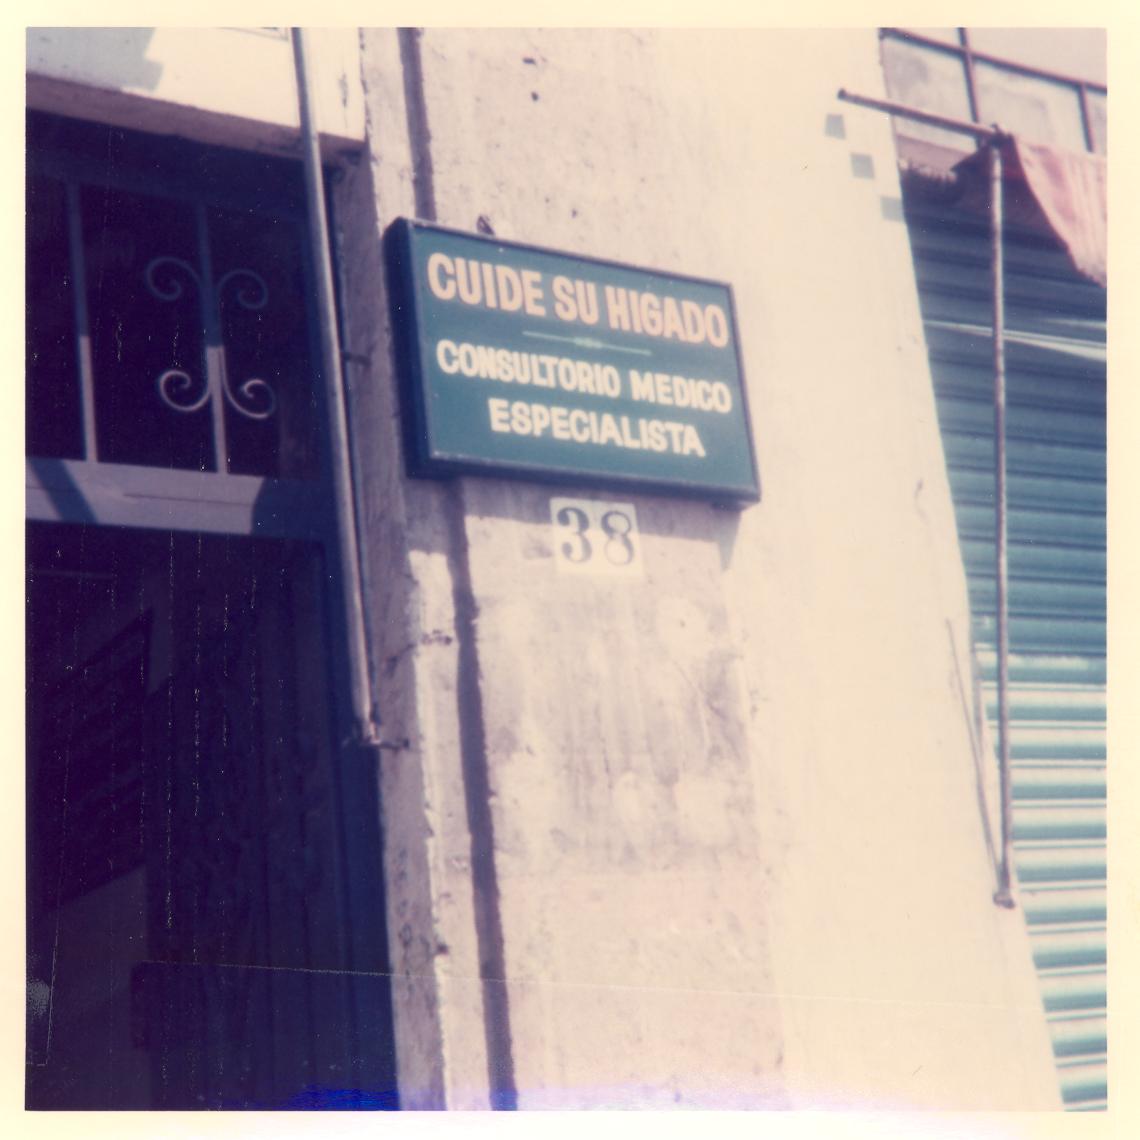 CUIDE SU HIGADO
CONSULTORIO MEDICO
ESPECIALISTA
38